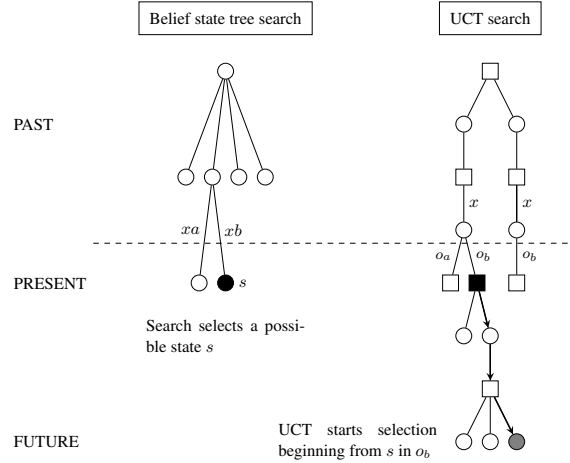 Belief state tree search
UCT search
PAST
x
x
xa
xb
o_a
o_b
o_b
PRESENT
s
Search selects a possi-
ble state s
UCT starts selection
beginning from s in o_b
FUTURE